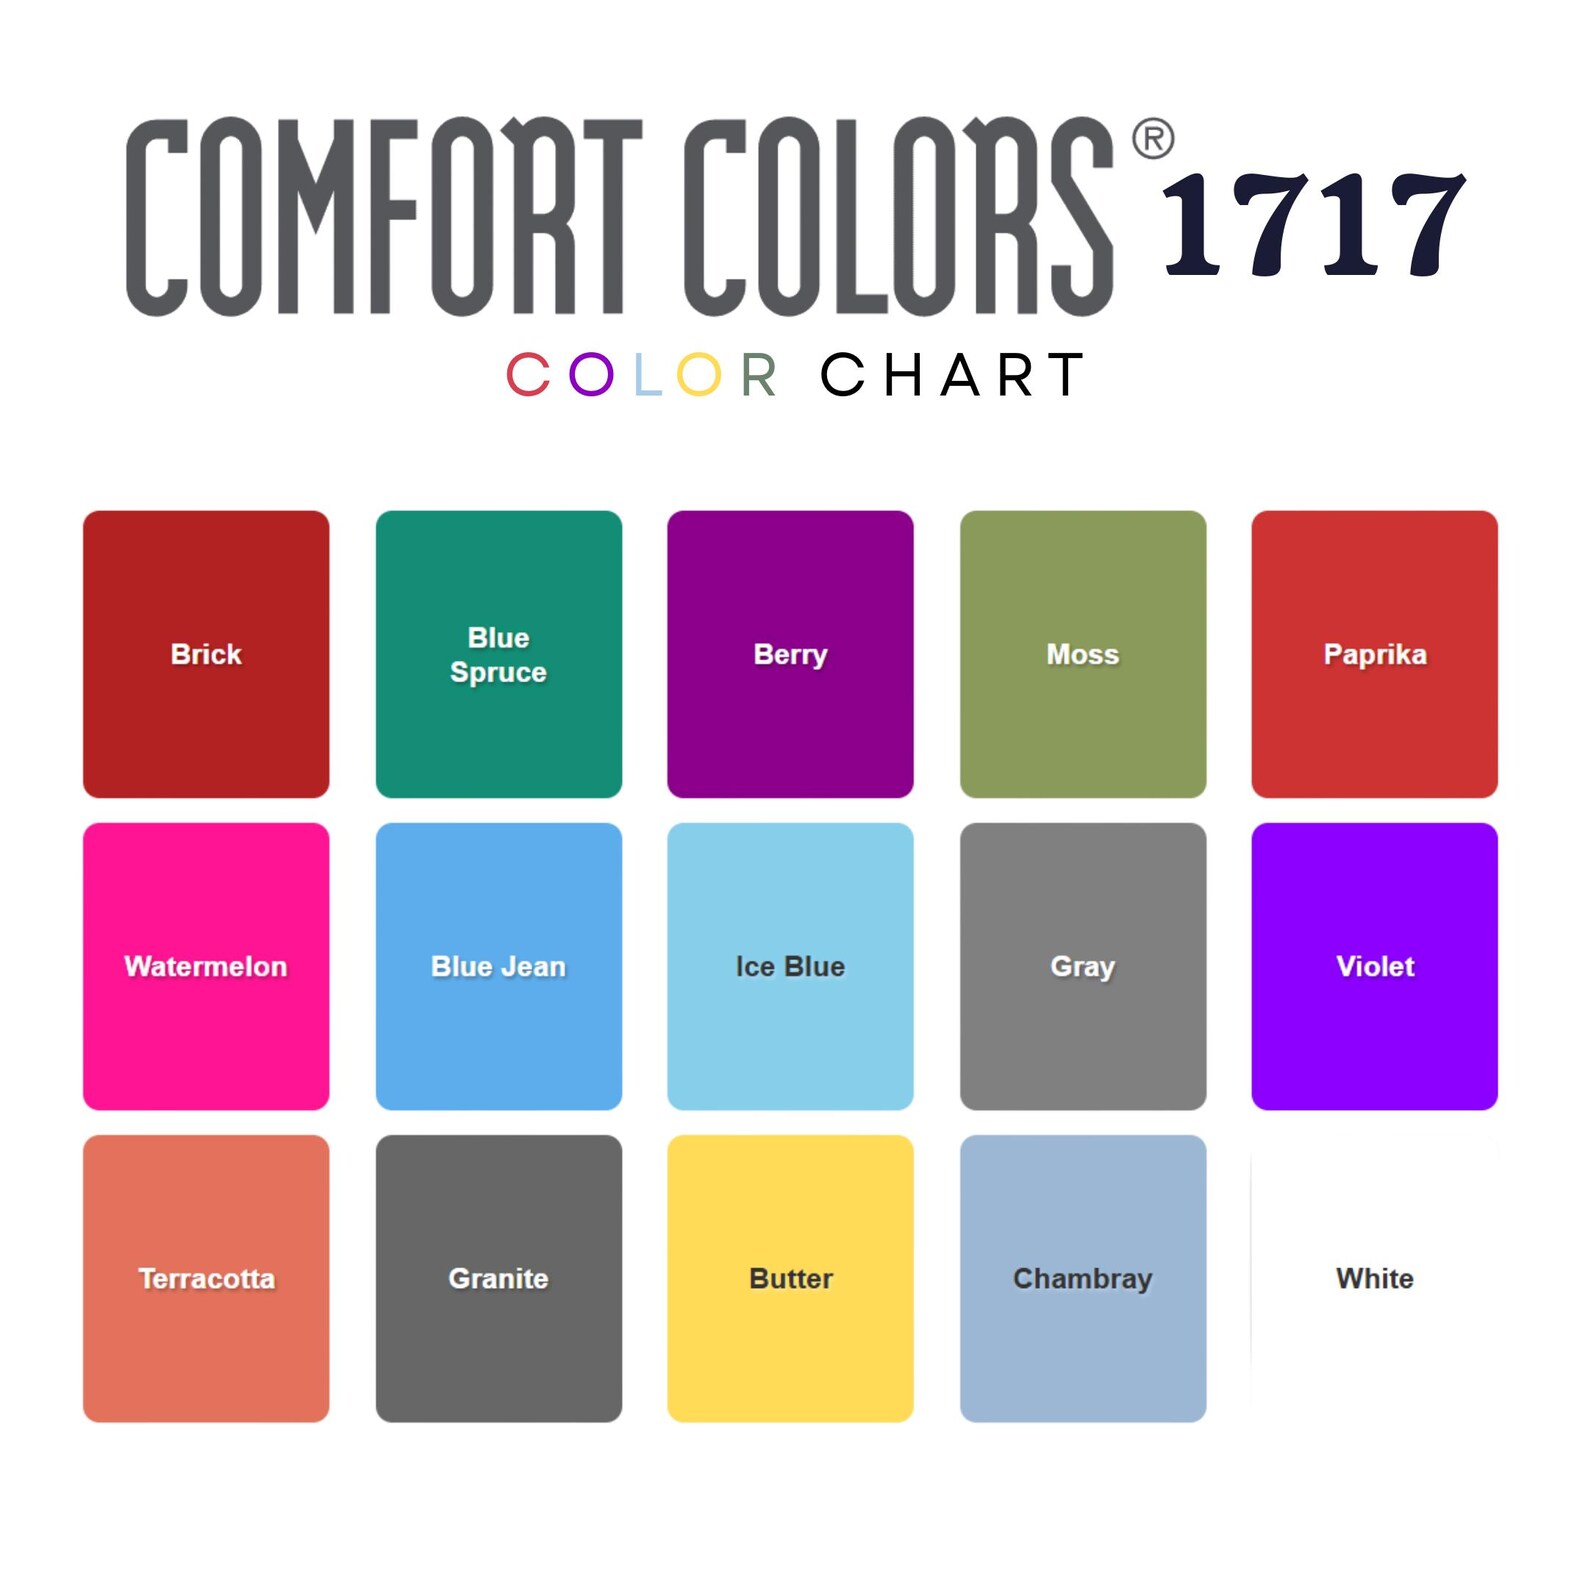 COMFORT COLORS® 1717
COLOR CHART
Brick
Blue
Spruce
Berry
Moss
Paprika
Watermelon
Blue Jean
Ice Blue
Gray
Violet
Terracotta
Granite
Butter
Chambray
White